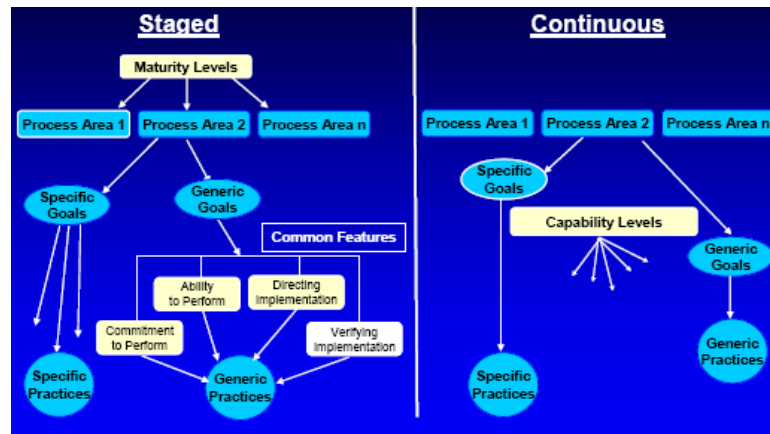 Staged
Maturity Levels
Process Area 1
Process Area 2
Process Area n
Specific
Goals
Generic
Goals
Common Features
Ability
to Perform
Directing
Implementation
Commitment
to Perform
Verifying
Implementation
Specific
Practices
Generic
Practices
Continuous
Process Area 1
Process Area 2
Process Area n
Specific
Goals
Capability Levels
Generic
Goals
Generic
Practices
Specific
Practices